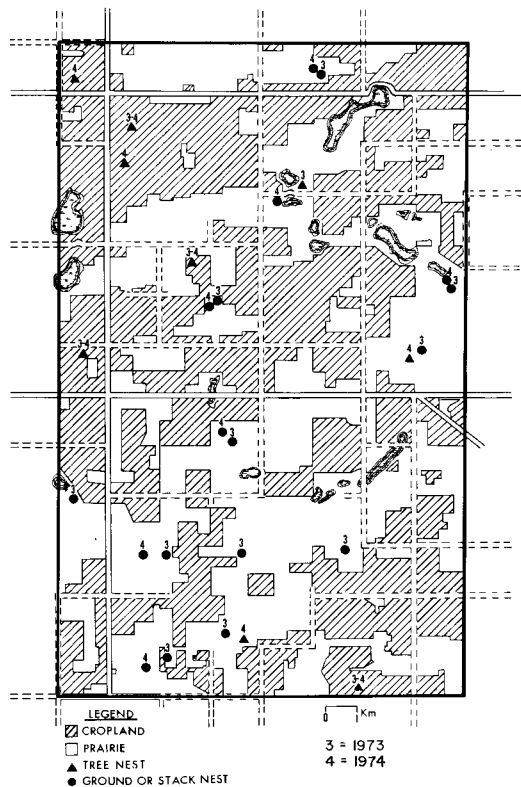 4 3
4
3-4
4
3
4
3-4
4 3
4 3
3-4
4 3
4 3
3
4 3 3 3
3 4
4 3
3-4
LEGEND
CROPLAND
PRAIRIE
TREE NEST
GROUND OR STACK NEST
Km
3 = 1973
4 = 1974